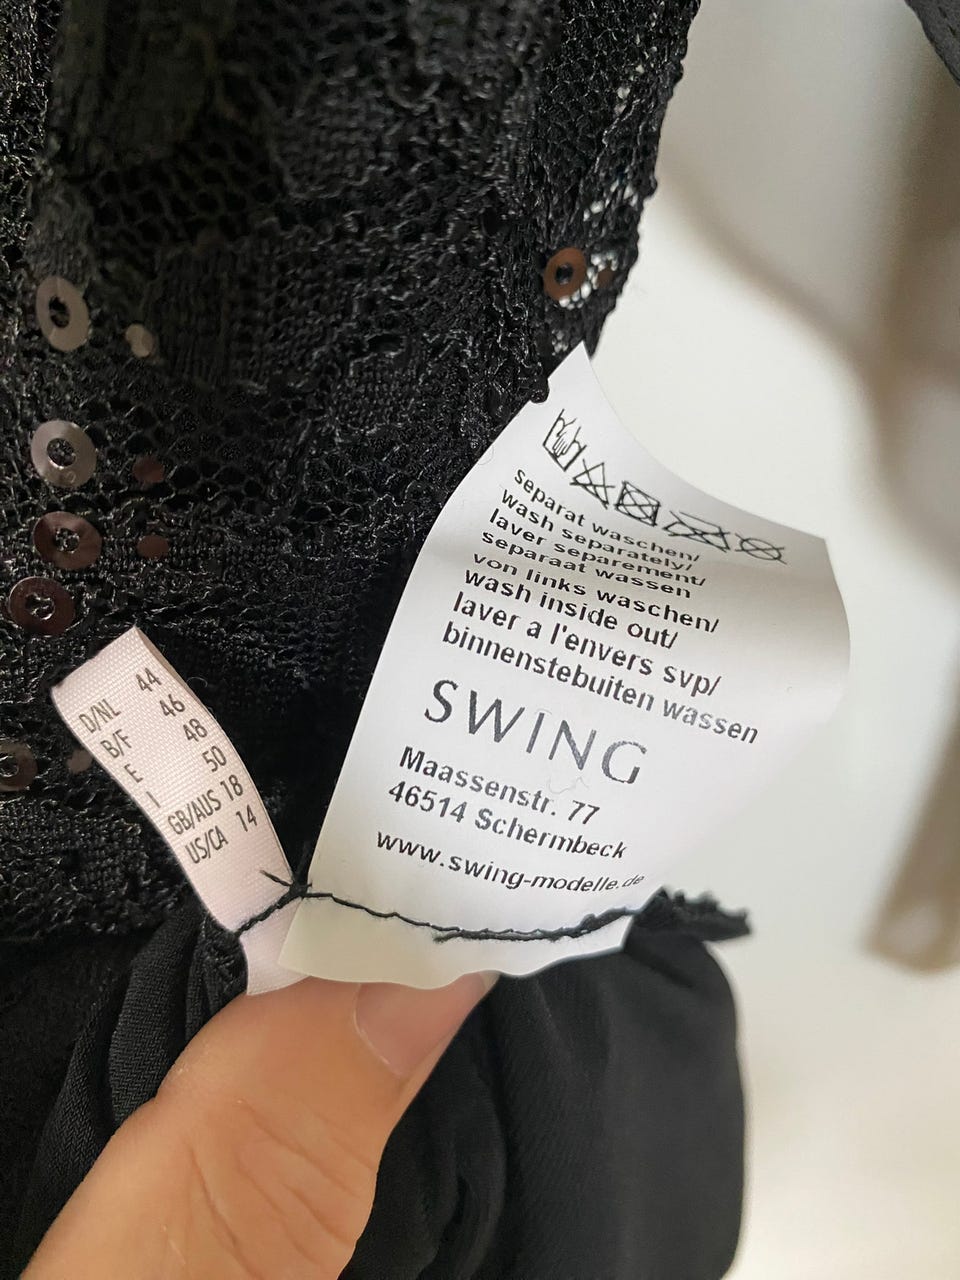 separat waschen/
wash separately/
laver separement/
separaat wassen
von links waschen/
wash inside out/
laver a l'envers svp/
binnenstebuiten wassen
SWING
Maassenstr. 77
46514 Schermbeck
www.swing-modelle.de
D/NL 44
B/F 46
E 48
I 50
GB/AUS 18
US/CA 14